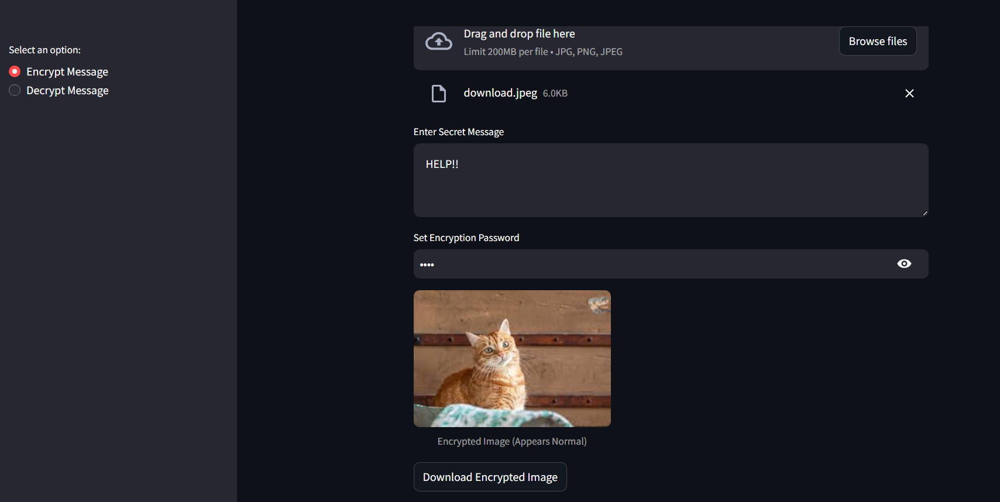 Select an option:
Encrypt Message
Decrypt Message
Drag and drop file here
Limit 200MB per file • JPG, PNG, JPEG
Browse files
download.jpeg 6.0KB
Enter Secret Message
HELP!!
Set Encryption Password
••••
Encrypted Image (Appears Normal)
Download Encrypted Image